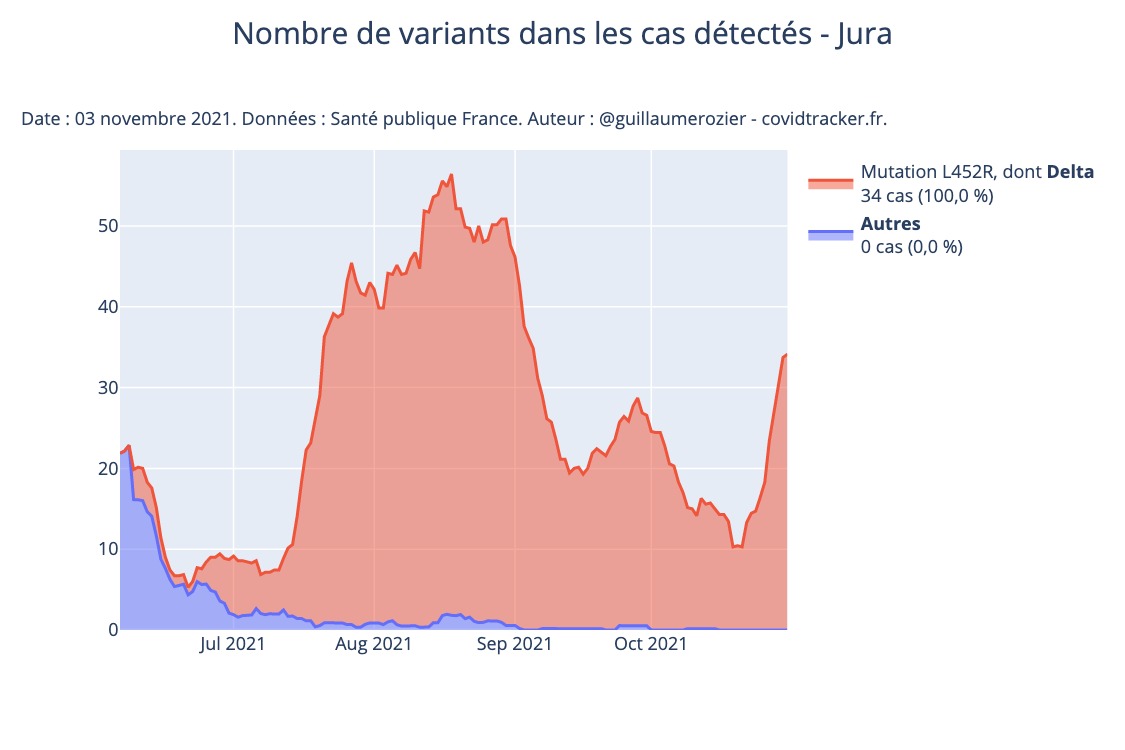 Nombre de variants dans les cas détectés - Jura
Date : 03 novembre 2021. Données : Santé publique France. Auteur : @guillaumerozier - covidtracker.fr.
Mutation L452R, dont Delta
34 cas (100,0 %)
Autres
0 cas (0,0 %)
50
40
30
20
10
0
Jul 2021
Aug 2021
Sep 2021
Oct 2021